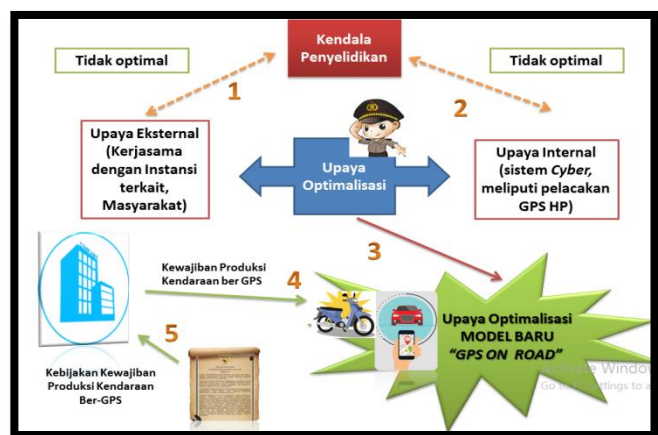 Kendala
Penyelidikan
Tidak optimal
Tidak optimal
1
2
Upaya Eksternal
(Kerjasama
dengan Instansi
terkait,
Masyarakat)
Upaya
Optimalisasi
Upaya Internal
(sistem Cyber,
meliputi pelacakan
GPS HP)
3
Kewajiban Produksi
Kendaraan ber GPS
4
Upaya Optimalisasi
MODEL BARU
"GPS ON ROAD"
5
Kebijakan Kewajiban
Produksi Kendaraan
Ber-GPS